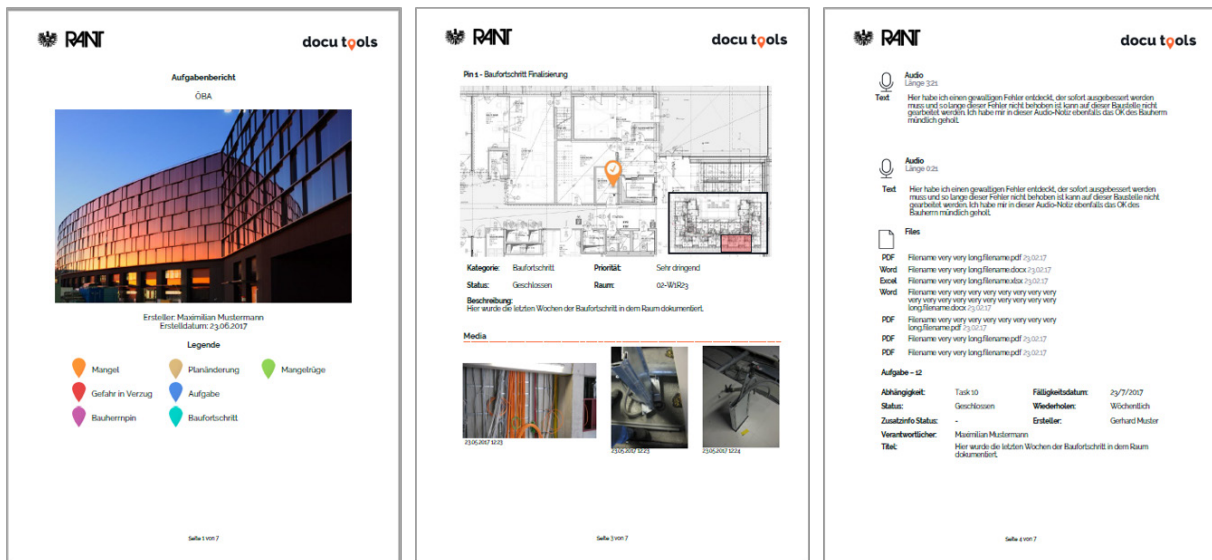 RANT
docu tools
Aufgabenbericht
ÖBA
Ersteller: Maximilian Mustermann
Erstelldatum: 23.06.2017
Legende
Mangel
Planänderung
Mangelrüge
Gefahr in Verzug
Aufgabe
Bauherrnpin
Baufortschritt
Seite 1 von 7
RANT
docu tools
Pin 1 - Baufortschritt Finalisierung
Kategorie: Baufortschritt Priorität: Sehr dringend
Status: Geschlossen Raum: 02-W1R23
Beschreibung:
Hier wurde die letzten Wochen der Baufortschritt in dem Raum dokumentiert.
Media
23.05.2017 12:23
23.05.2017 12:23
23.05.2017 12:24
Seite 3 von 7
RANT
docu tools
Audio
Länge 3:21
Text Hier habe ich einen gewaltigen Fehler entdeckt, der sofort ausgebessert werden
muss und so lange dieser Fehler nicht behoben ist kann auf dieser Baustelle nicht
gearbeitet werden. Ich habe mir in dieser Audio-Notiz ebenfalls das OK des Bauherrn
mündlich geholt.
Audio
Länge 0:21
Text Hier habe ich einen gewaltigen Fehler entdeckt, der sofort ausgebessert werden
muss und so lange dieser Fehler nicht behoben ist kann auf dieser Baustelle nicht
gearbeitet werden. Ich habe mir in dieser Audio-Notiz ebenfalls das OK des
Bauherrn mündlich geholt.
Files
PDF Filename very very long.filename.pdf 23.02.17
Word Filename very very long.filename.docx 23.02.17
Excel Filename very very long.filename.xlsx 23.02.17
Word Filename very very very very very very very very
very very very very very very very very very very very
long.filename.docx 23.02.17
PDF Filename very very very very very very very very
long.filename.pdf 23.02.17
PDF Filename very very long.filename.pdf 23.02.17
PDF Filename very very long.filename.pdf 23.02.17
Aufgabe – 12
Abhängigkeit: Task 10 Fälligkeitsdatum: 23/7/2017
Status: Geschlossen Wiederholen: Wöchentlich
Zusatzinfo Status: - Ersteller: Gerhard Muster
Verantwortlicher: Maximilian Mustermann
Titel: Hier wurde die letzten Wochen der Baufortschritt in dem Raum
dokumentiert.
Seite 4 von 7